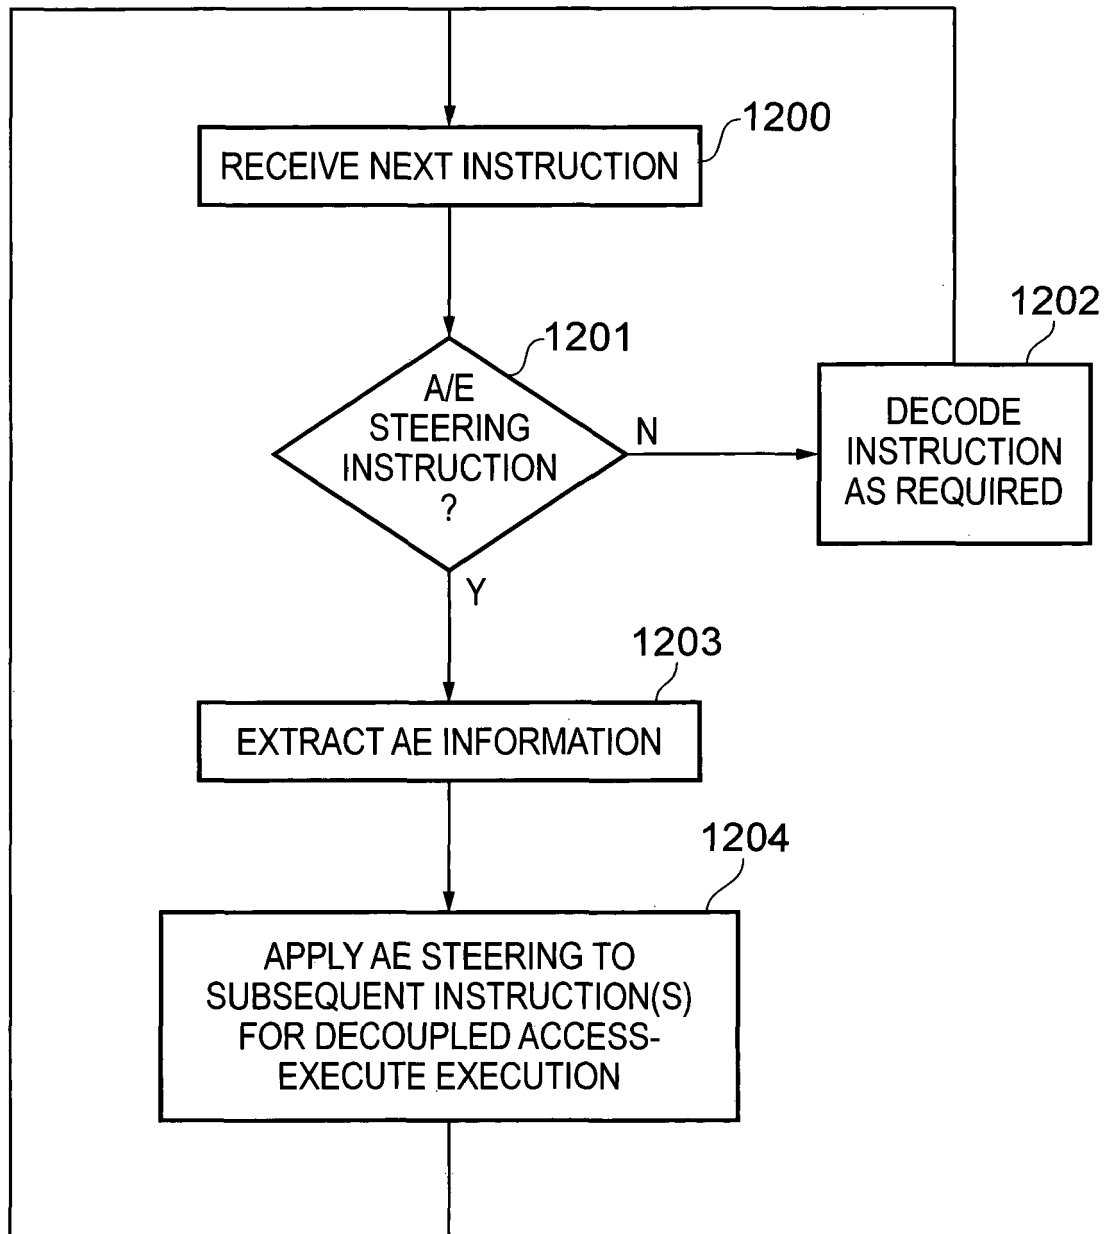 1200
RECEIVE NEXT INSTRUCTION
1201
A/E
STEERING
INSTRUCTION
?
N
Y
1202
DECODE
INSTRUCTION
AS REQUIRED
1203
EXTRACT AE INFORMATION
1204
APPLY AE STEERING TO
SUBSEQUENT INSTRUCTION(S)
FOR DECOUPLED ACCESS-
EXECUTE EXECUTION